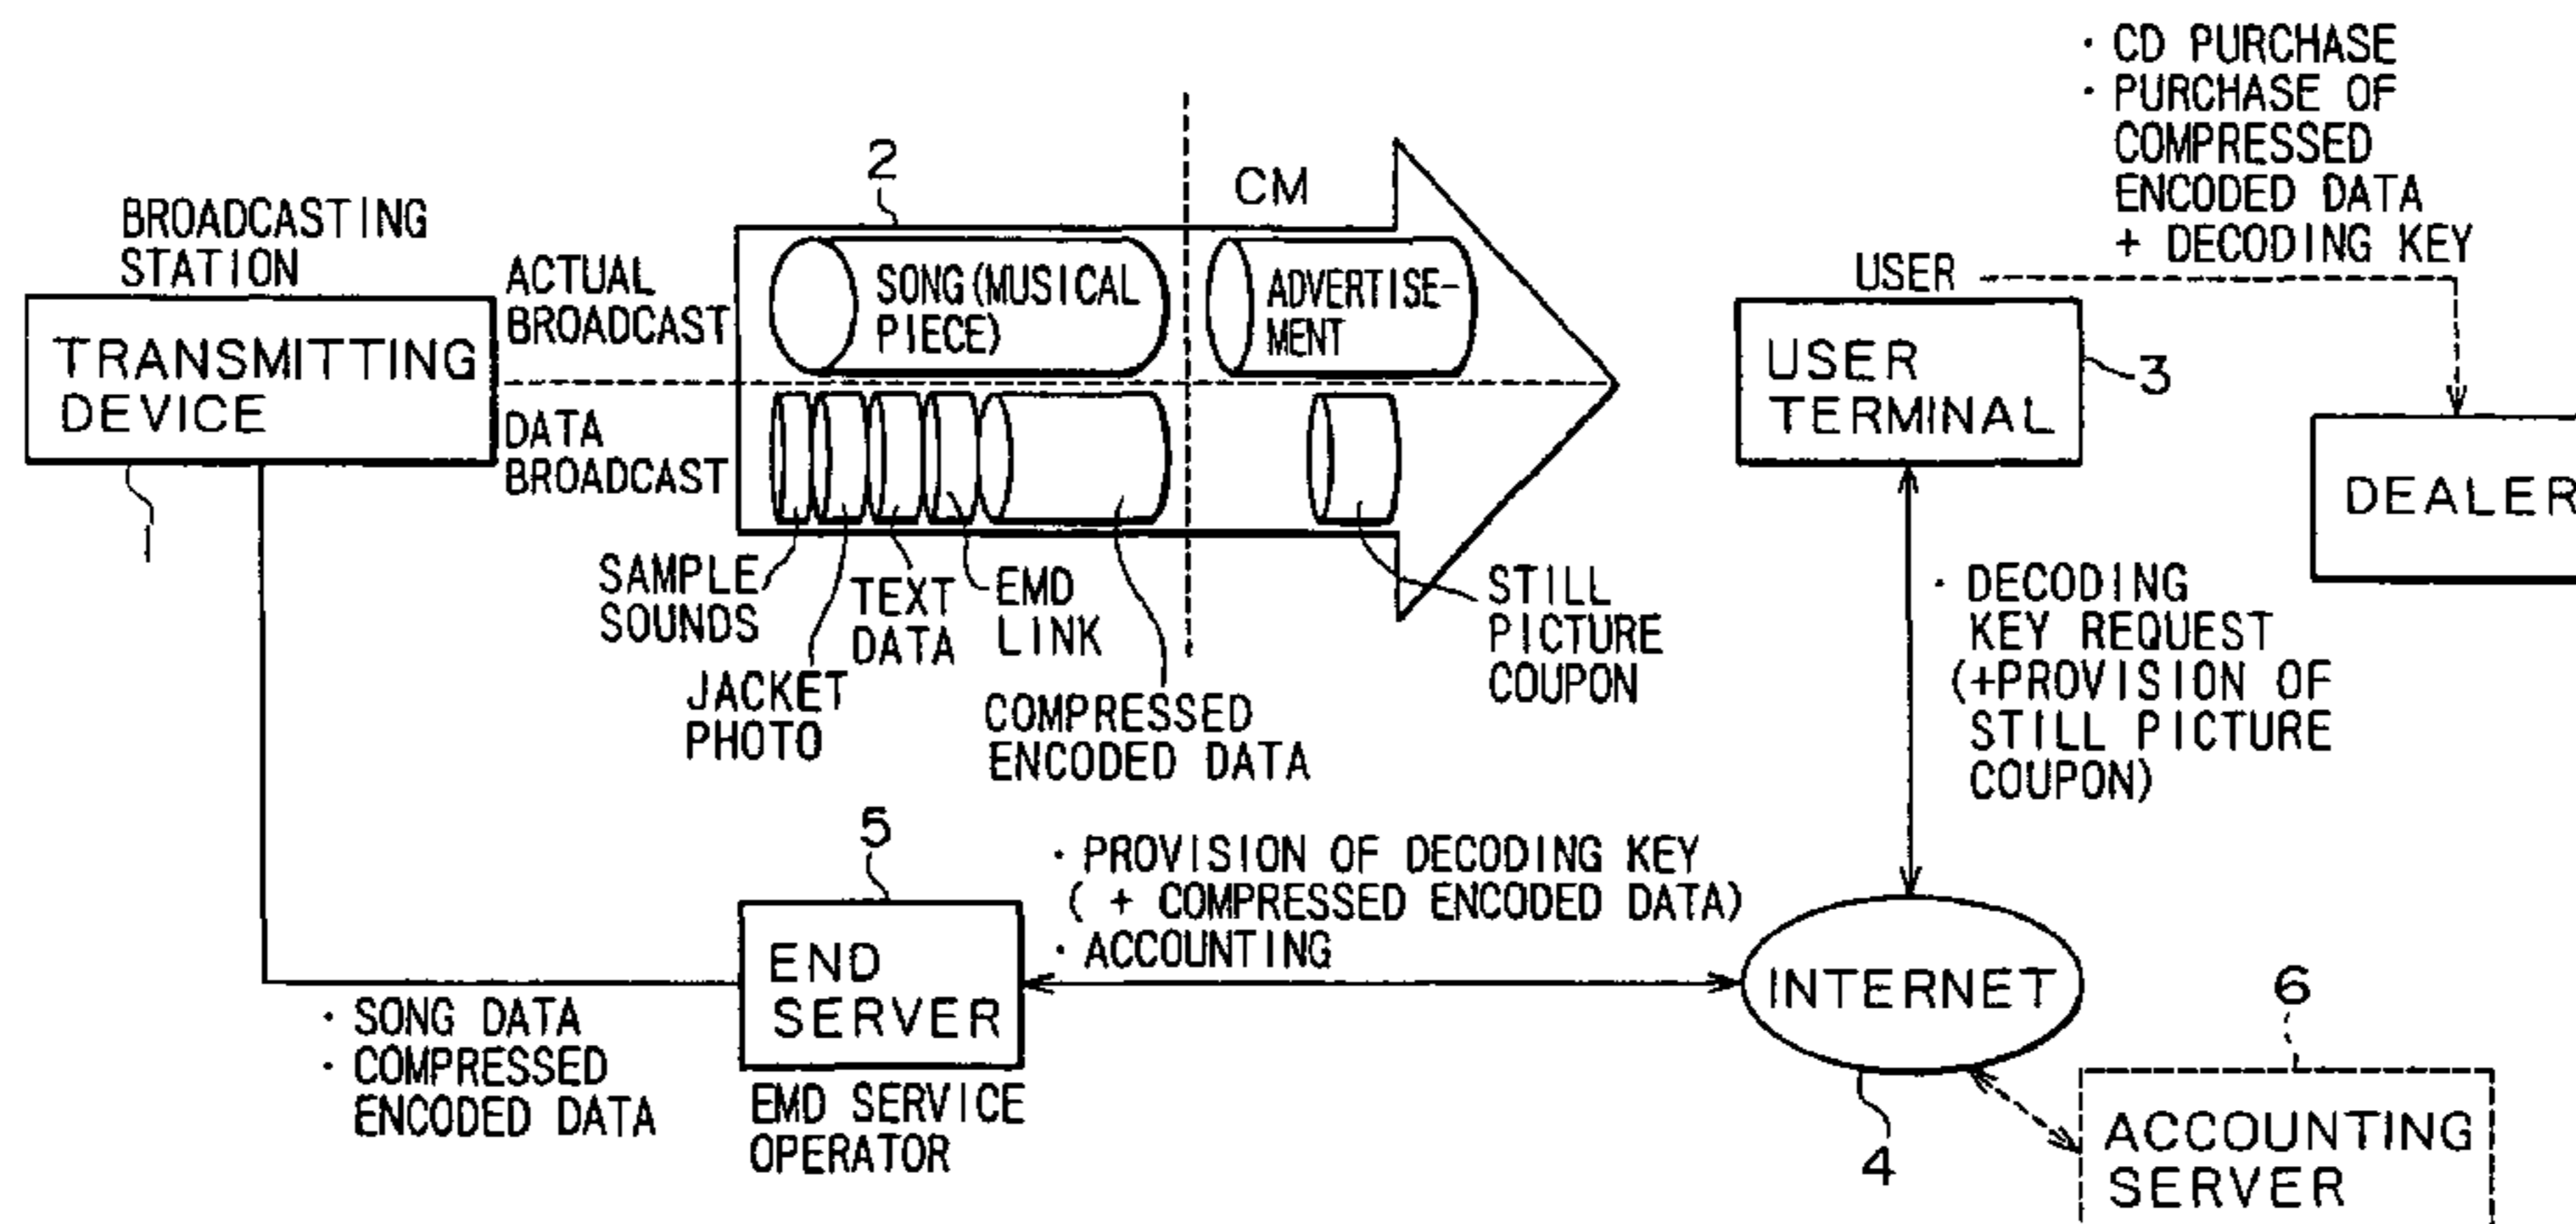 · CD PURCHASE
· PURCHASE OF
COMPRESSED
ENCODED DATA
+ DECODING KEY
BROADCASTING
STATION
TRANSMITTING
DEVICE
1
ACTUAL
BROADCAST
DATA
BROADCAST
2
CM
SONG (MUSICAL
PIECE)
ADVERTISE-
MENT
SAMPLE
SOUNDS
JACKET
PHOTO
TEXT
DATA
EMD
LINK
COMPRESSED
ENCODED DATA
STILL
PICTURE
COUPON
USER
USER
TERMINAL
3
DEALER
· DECODING
KEY REQUEST
(+PROVISION OF
STILL PICTURE
COUPON)
5
END
SERVER
EMD SERVICE
OPERATOR
· PROVISION OF DECODING KEY
( + COMPRESSED ENCODED DATA)
· ACCOUNTING
· SONG DATA
· COMPRESSED
ENCODED DATA
INTERNET
4
6
ACCOUNTING
SERVER